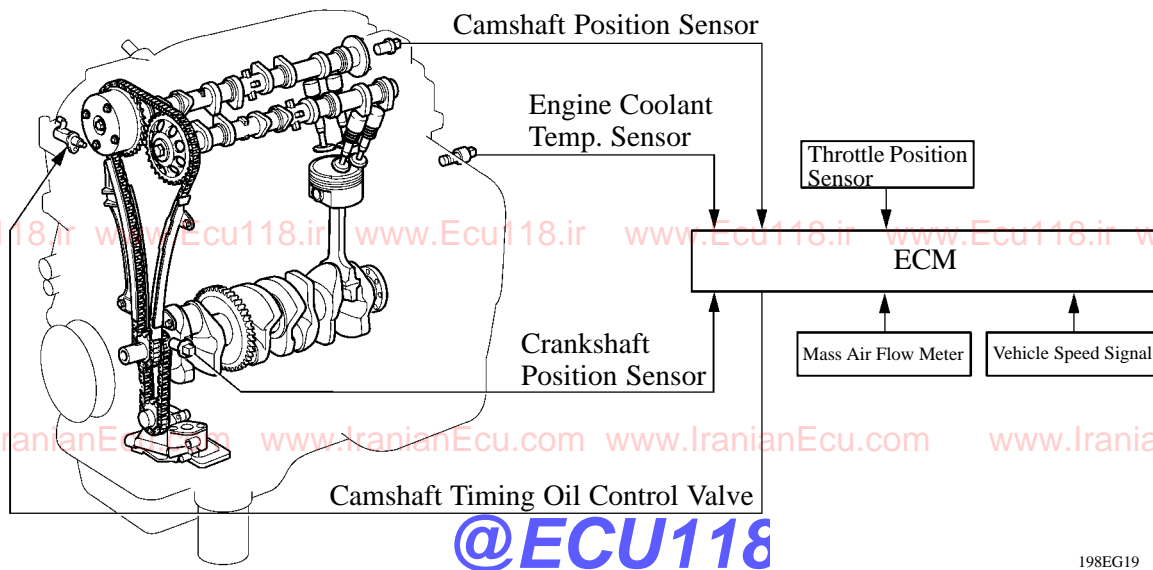 Camshaft Position Sensor
Engine Coolant
Temp. Sensor
Throttle Position
Sensor
118.ir www.Ecu118.ir www.Ecu118.ir www.Ecu118.ir www.Ecu118.ir w
ECM
Crankshaft
Position Sensor
Mass Air Flow Meter
Vehicle Speed Signal
ranianEcu.com www.IranianEcu.com www.IranianEcu.com www.Irania
Camshaft Timing Oil Control Valve
@ECU118
198EG19